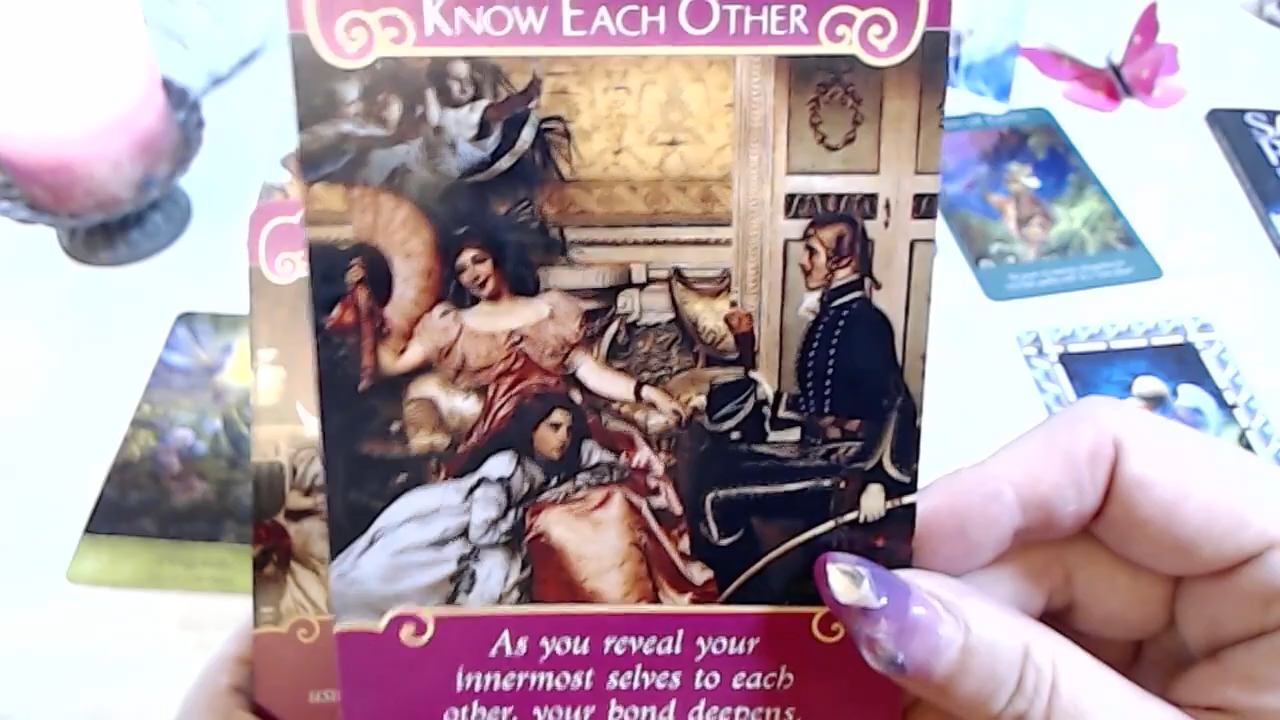 KNOW EACH OTHER
As you reveal your
innermost selves to each
other, your bond deepens.